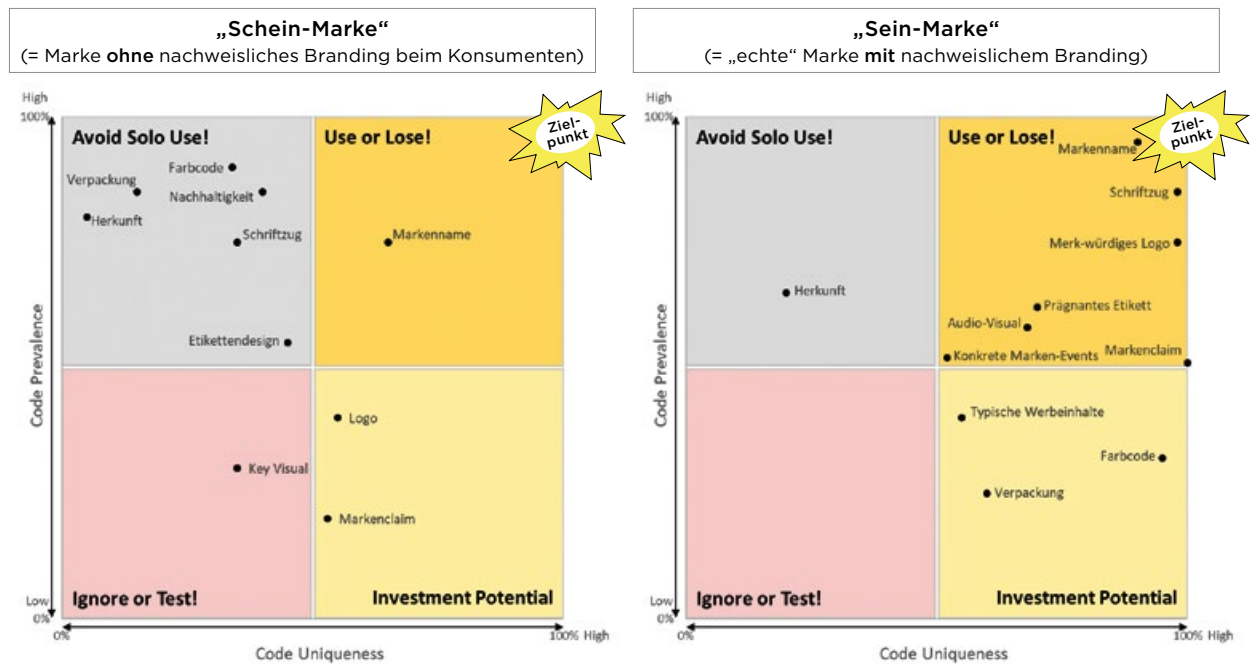 „Schein-Marke“
(= Marke ohne nachweisliches Branding beim Konsumenten)
High
100%
Avoid Solo Use!
Use or Lose!
Ziel-
punkt
Farbcode
Verpackung
Nachhaltigkeit
Herkunft
Schriftzug
Markenname
Etikettendesign
Code Prevalence
Logo
Key Visual
Markenclaim
Ignore or Test!
Investment Potential
Low
0%
0%
100% High
Code Uniqueness
„Sein-Marke“
(= „echte“ Marke mit nachweislichem Branding)
High
100%
Avoid Solo Use!
Use or Lose!
Ziel-
punkt
Markenname
Schriftzug
Merk-würdiges Logo
Herkunft
Prägnantes Etikett
Audio-Visual
Konkrete Marken-Events
Markenclaim
Code Prevalence
Typische Werbeinhalte
Farbcode
Verpackung
Ignore or Test!
Investment Potential
Low
0%
0%
100% High
Code Uniqueness